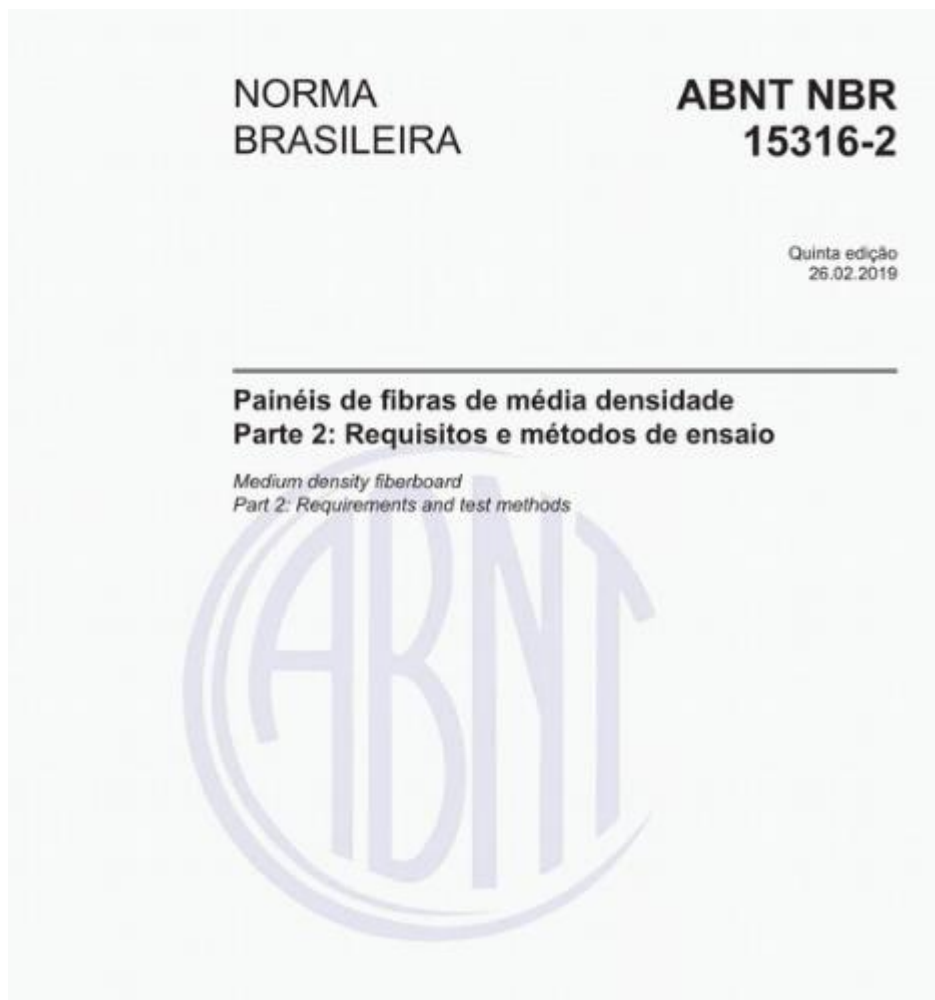 NORMA
BRASILEIRA
ABNT NBR
15316-2
Quinta edição
26.02.2019
Painéis de fibras de média densidade
Parte 2: Requisitos e métodos de ensaio
Medium density fiberboard
Part 2: Requirements and test methods
ABNT